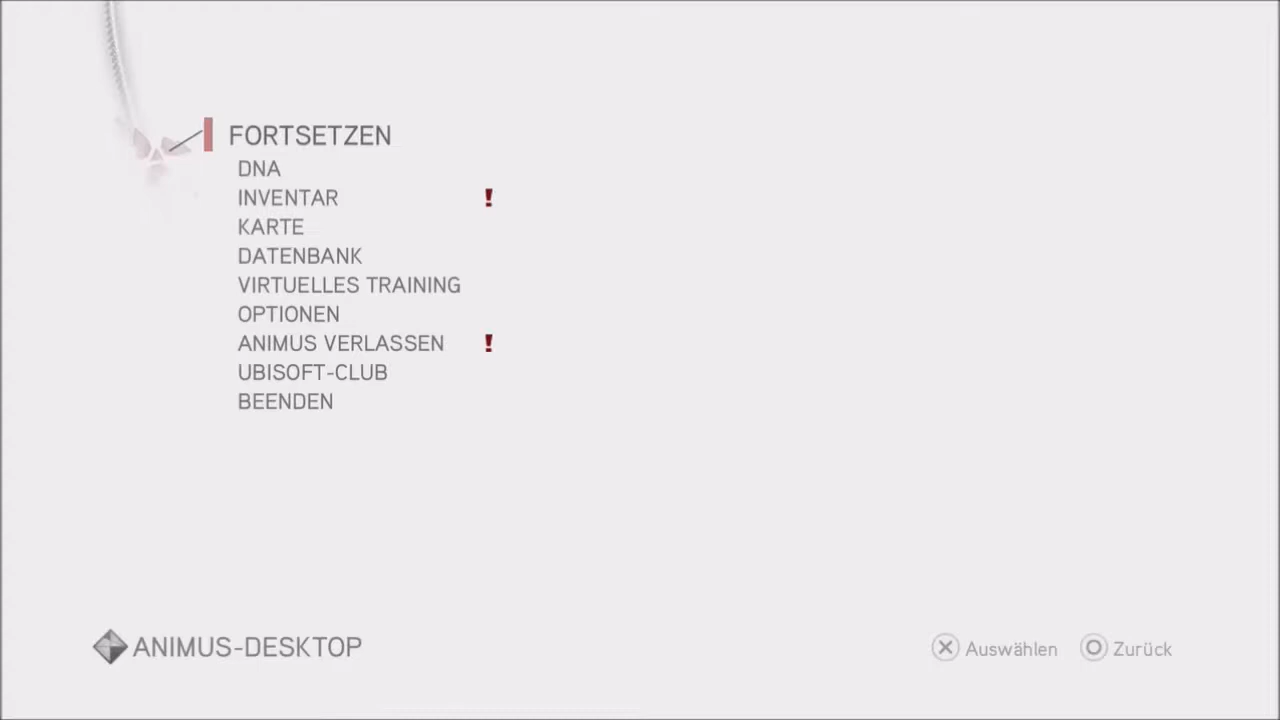 FORTSETZEN
DNA
INVENTAR !
KARTE
DATENBANK
VIRTUELLES TRAINING
OPTIONEN
ANIMUS VERLASSEN !
UBISOFT-CLUB
BEENDEN
ANIMUS-DESKTOP
Auswählen Zurück